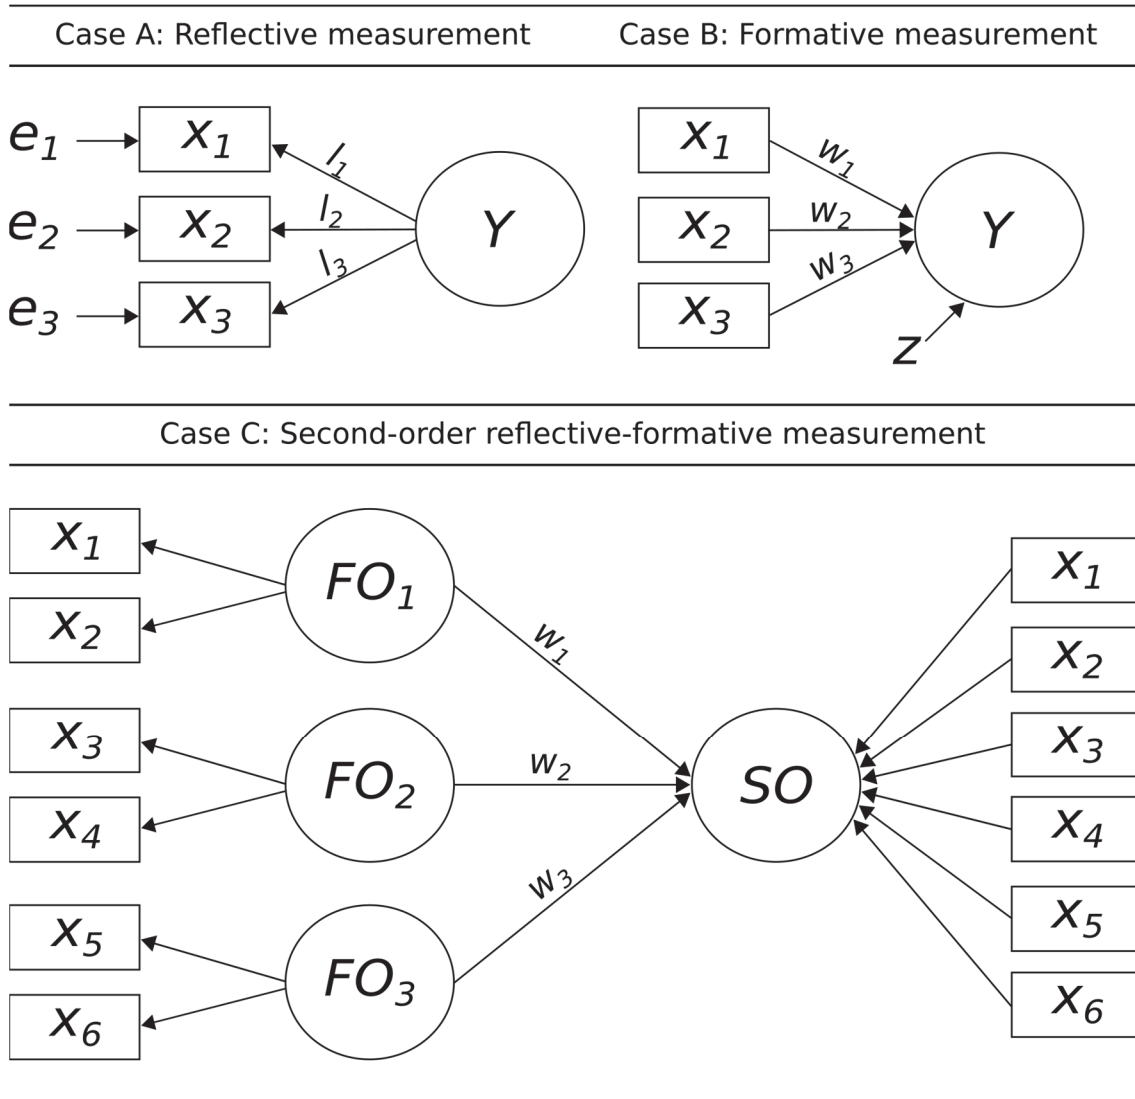 Case A: Reflective measurement
Case B: Formative measurement
e1
x1
l1
e2
x2
l2
Y
e3
x3
l3
x1
w1
x2
w2
Y
x3
w3
z
Case C: Second-order reflective-formative measurement
x1
x2
FO1
w1
x3
x4
FO2
w2
x5
x6
FO3
w3
SO
x1
x2
x3
x4
x5
x6